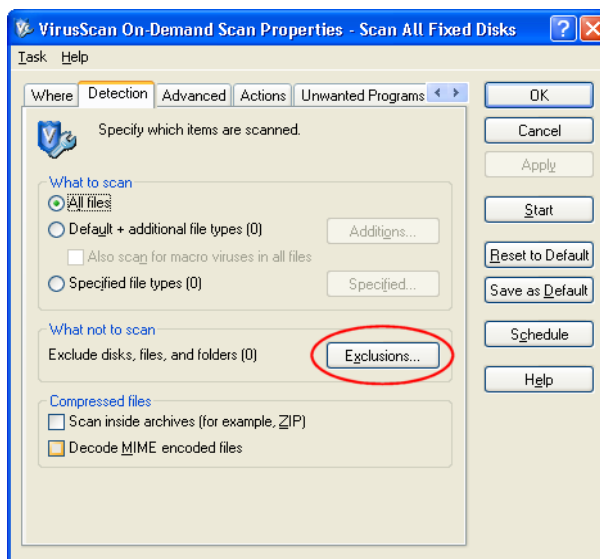 VirusScan On-Demand Scan Properties - Scan All Fixed Disks
Task Help
Where Detection Advanced Actions Unwanted Programs
Specify which items are scanned.
What to scan
All files
Default + additional file types (0)
Additions...
Also scan for macro viruses in all files
Specified file types (0)
Specified...
What not to scan
Exclude disks, files, and folders (0)
Exclusions...
Compressed files
Scan inside archives (for example, ZIP)
Decode MIME encoded files
OK
Cancel
Apply
Start
Reset to Default
Save as Default
Schedule
Help